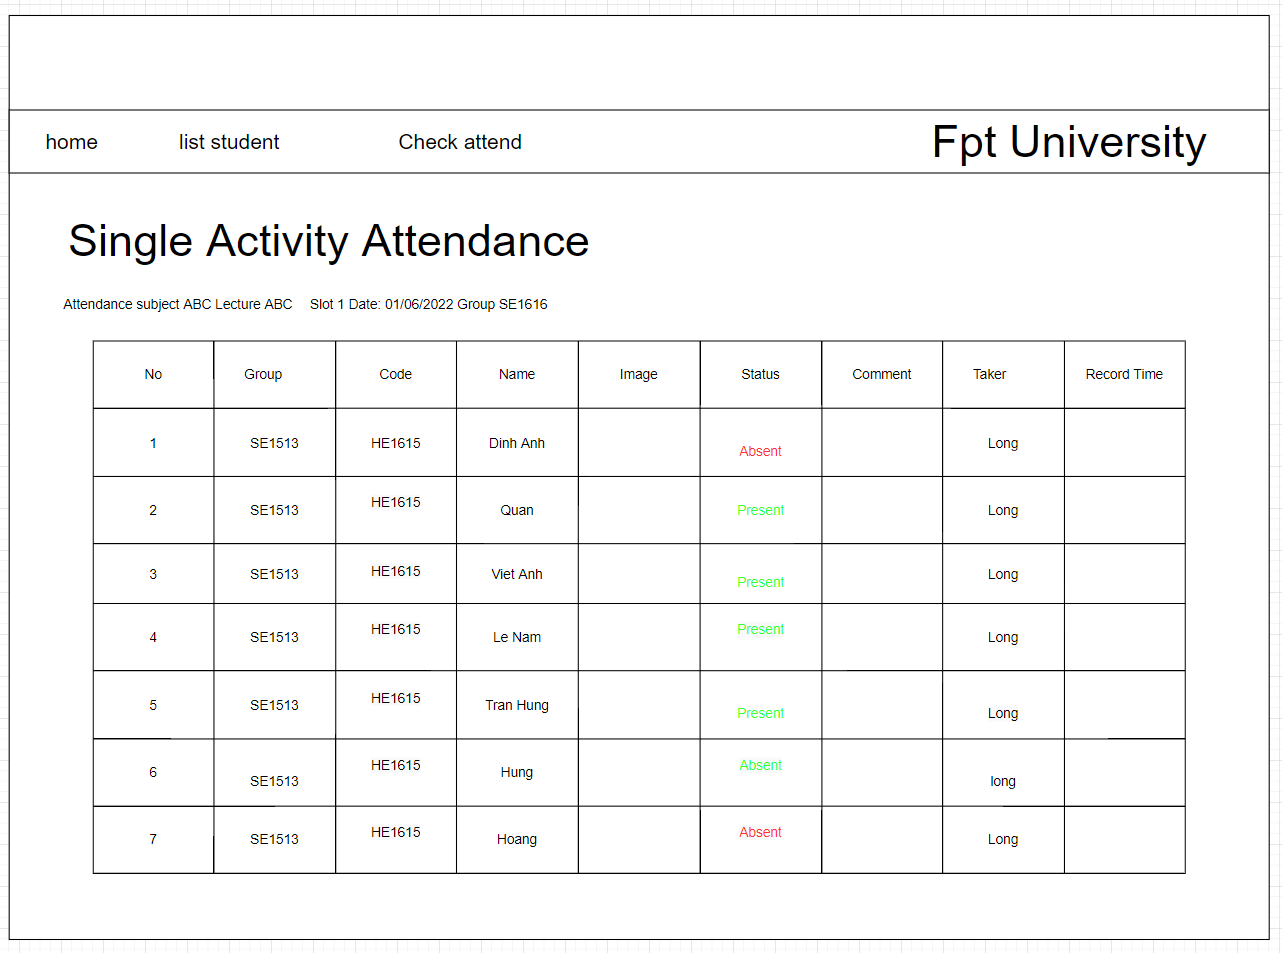 home list student Check attend Fpt University
Single Activity Attendance
Attendance subject ABC Lecture ABC Slot 1 Date: 01/06/2022 Group SE1616
No Group Code Name Image Status Comment Taker Record Time
1 SE1513 HE1615 Dinh Anh Absent Long
2 SE1513 HE1615 Quan Present Long
3 SE1513 HE1615 Viet Anh Present Long
4 SE1513 HE1615 Le Nam Present Long
5 SE1513 HE1615 Tran Hung Present Long
6 SE1513 HE1615 Hung Absent long
7 SE1513 HE1615 Hoang Absent Long